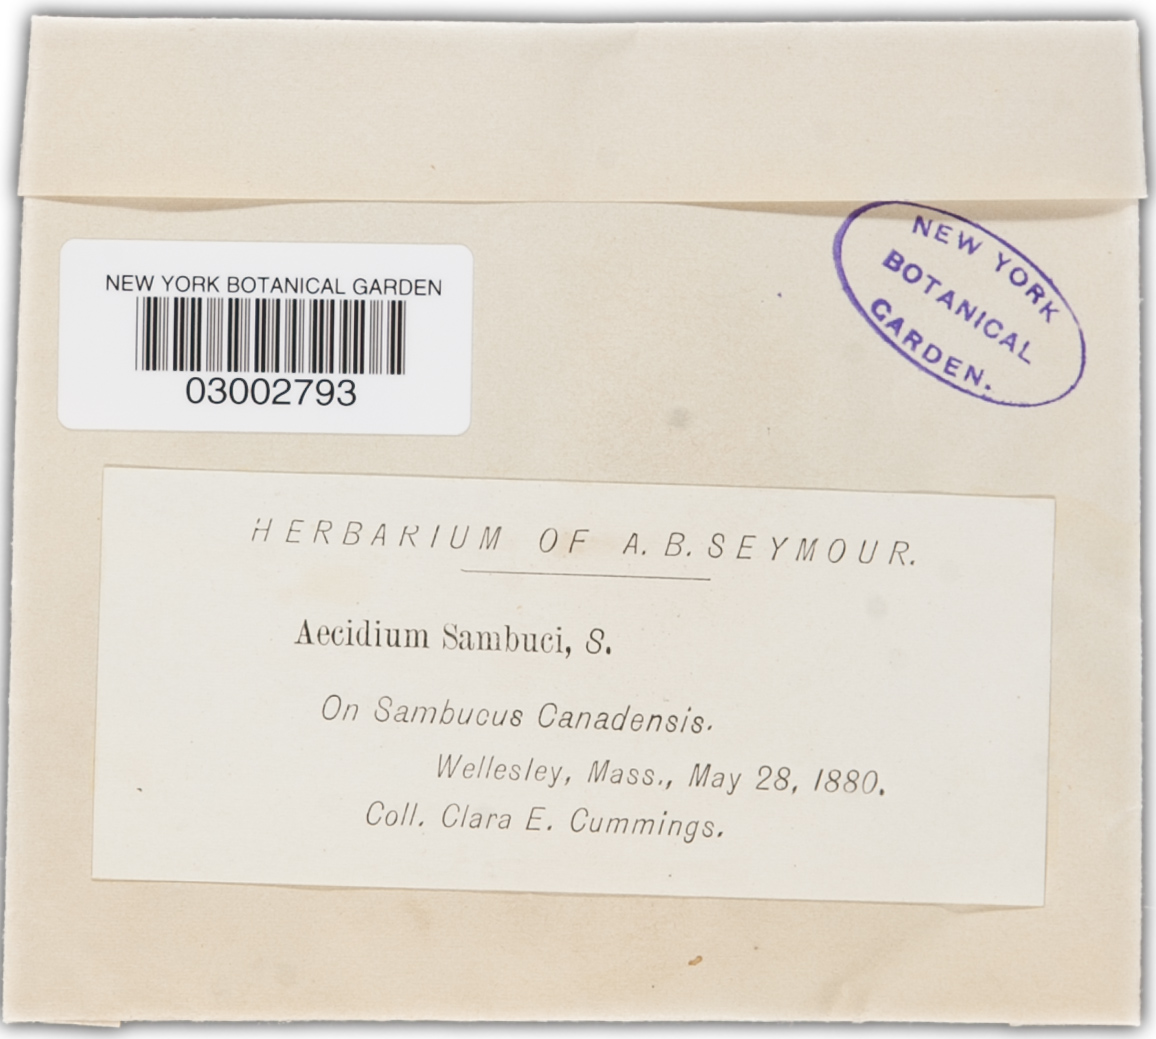 NEW YORK BOTANICAL GARDEN
03002793
NEW YORK
BOTANICAL
GARDEN.
HERBARIUM OF A. B. SEYMOUR.
Aecidium Sambuci, S.
On Sambucus Canadensis.
Wellesley, Mass., May 28, 1880.
Coll. Clara E. Cummings.